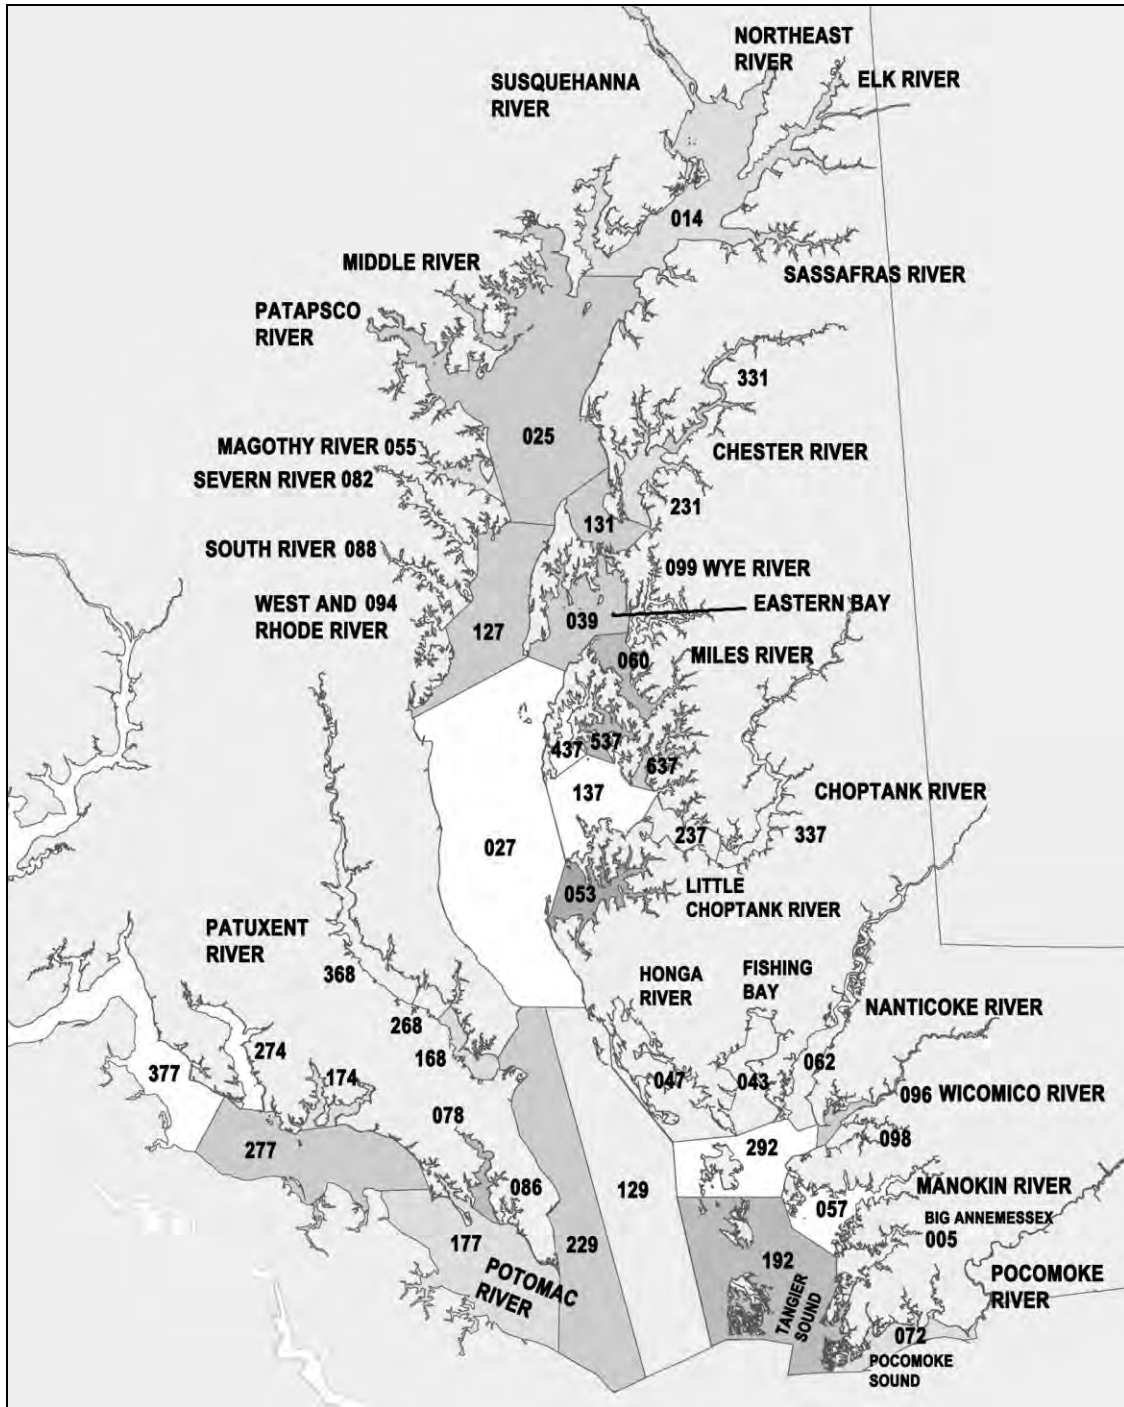 NORTHEAST
RIVER
SUSQUEHANNA
RIVER
ELK RIVER
014
SASSAFRAS RIVER
MIDDLE RIVER
PATAPSCO
RIVER
331
025
MAGOTHY RIVER 055
CHESTER RIVER
SEVERN RIVER 082
231
131
SOUTH RIVER 088
099 WYE RIVER
WEST AND 094
RHODE RIVER
EASTERN BAY
039
127
060
MILES RIVER
437
537
637
137
CHOPTANK RIVER
237
337
027
053
LITTLE
CHOPTANK RIVER
PATUXENT
RIVER
368
HONGA
RIVER
FISHING
BAY
NANTICOKE RIVER
268
168
274
377
174
047
043
062
096 WICOMICO RIVER
078
098
277
292
086
129
MANOKIN RIVER
057
BIG ANNEMESSEX
005
177
229
192
POTOMAC
RIVER
TANGIER
SOUND
POCOMOKE
RIVER
072
POCOMOKE
SOUND